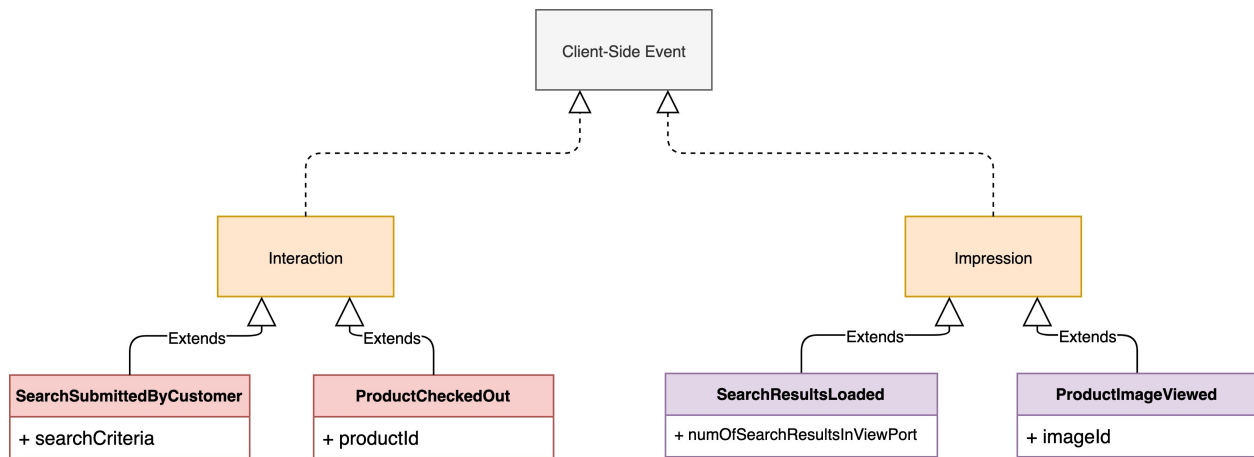 Client-Side Event
Interaction
Impression
Extends
Extends
Extends
Extends
SearchSubmittedByCustomer
+ searchCriteria
ProductCheckedOut
+ productId
SearchResultsLoaded
+ numOfSearchResultsInViewPort
ProductImageViewed
+ imageId